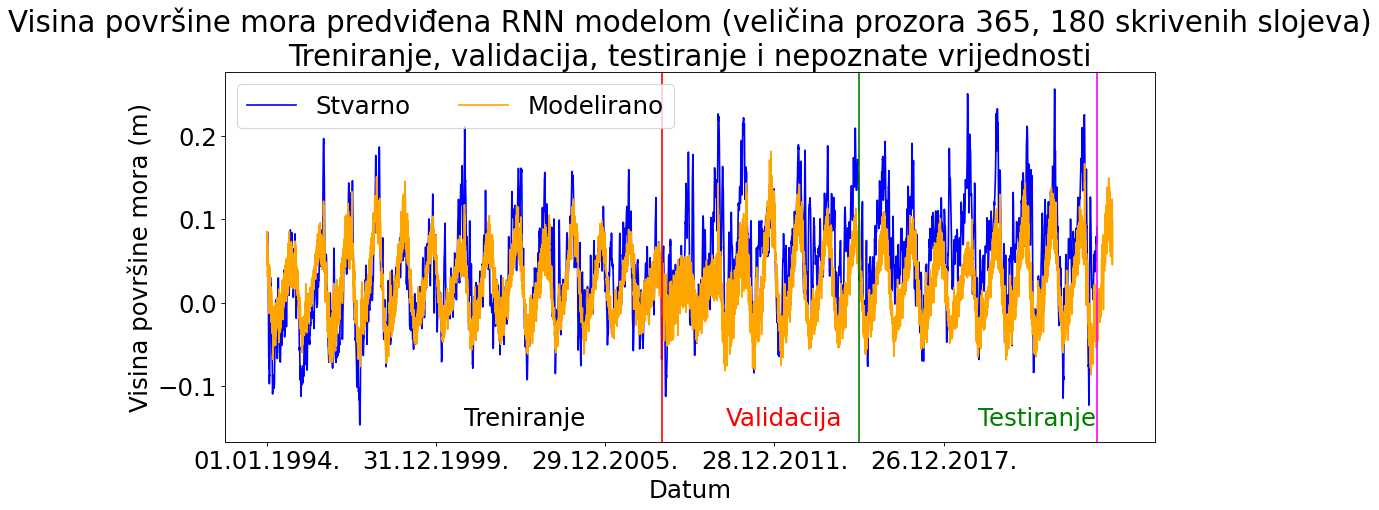 Visina površine mora predviđena RNN modelom (veličina prozora 365, 180 skrivenih slojeva)
Treniranje, validacija, testiranje i nepoznate vrijednosti
Stvarno
Modelirano
Visina površine mora (m)
0.2
0.1
0.0
−0.1
Treniranje
Validacija
Testiranje
01.01.1994.
31.12.1999.
29.12.2005.
28.12.2011.
26.12.2017.
Datum